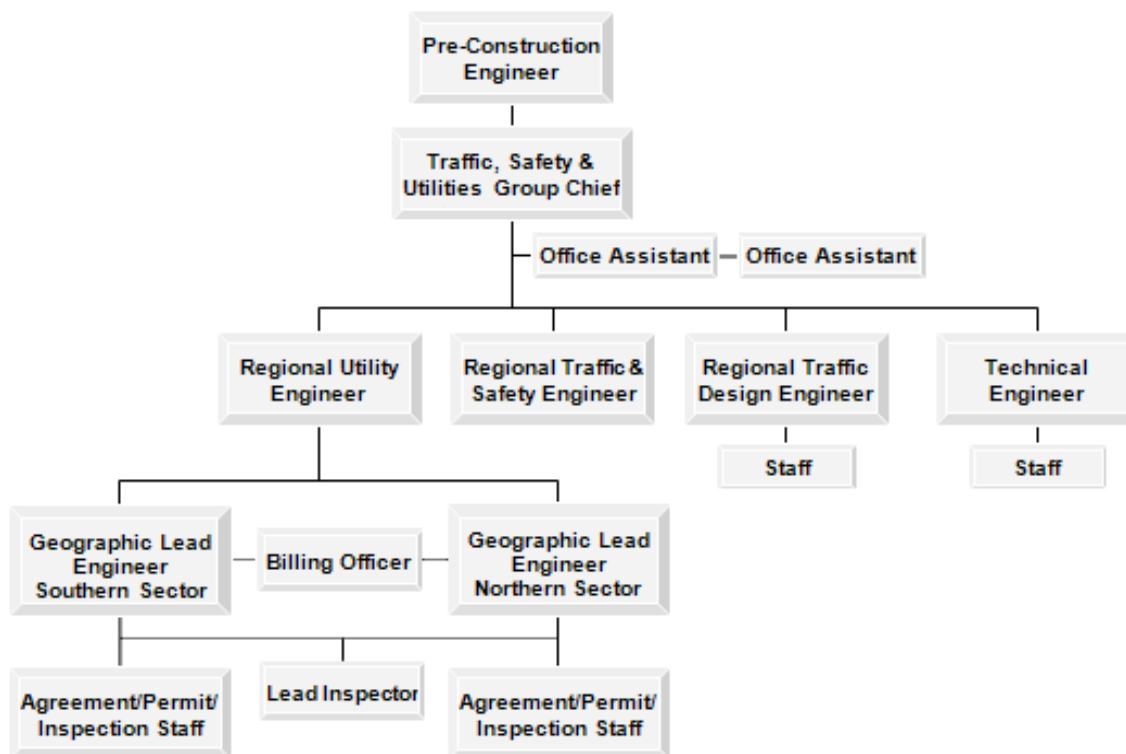 Pre-Construction
Engineer
Traffic, Safety &
Utilities Group Chief
Office Assistant
Office Assistant
Regional Utility
Engineer
Regional Traffic &
Safety Engineer
Regional Traffic
Design Engineer
Technical
Engineer
Staff
Staff
Geographic Lead
Engineer
Southern Sector
Billing Officer
Geographic Lead
Engineer
Northern Sector
Agreement/Permit/
Inspection Staff
Lead Inspector
Agreement/Permit/
Inspection Staff